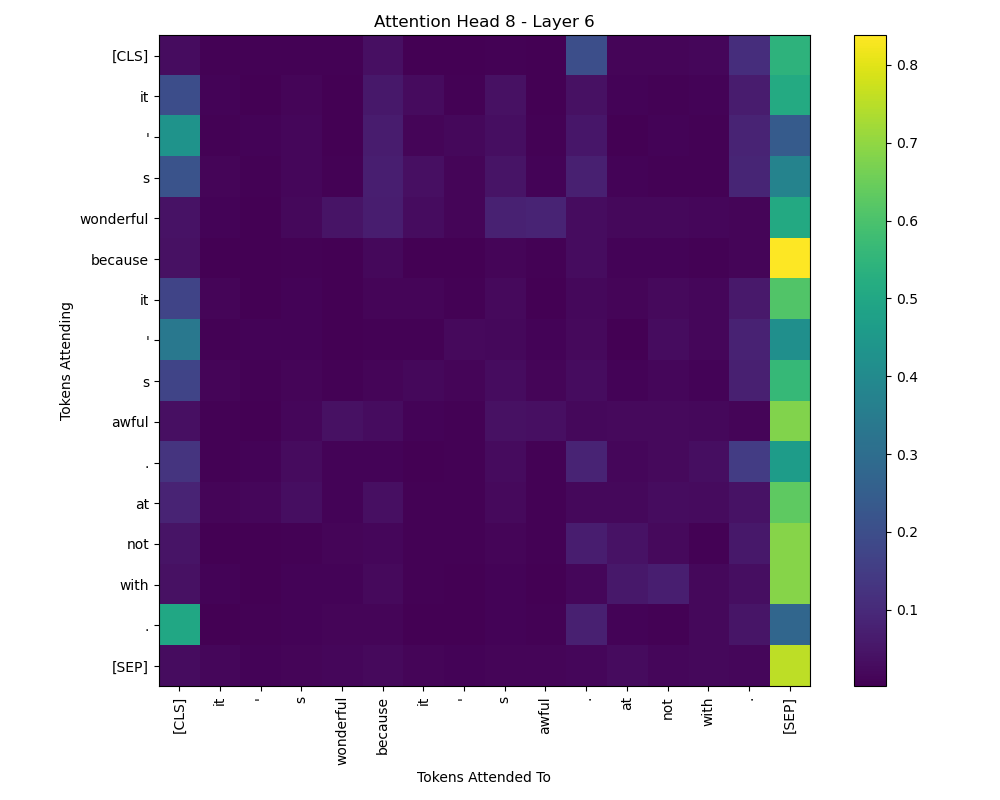 Attention Head 8 - Layer 6
Tokens Attending
[CLS]
it
'
s
wonderful
because
it
'
s
awful
.
at
not
with
.
[SEP]
[CLS]
it
'
s
wonderful
because
it
'
s
awful
.
at
not
with
.
[SEP]
Tokens Attended To
0.8
0.7
0.6
0.5
0.4
0.3
0.2
0.1